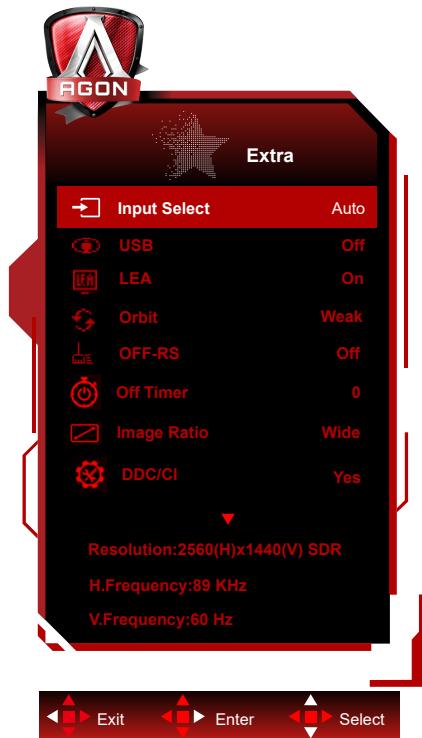 AGON
Extra
Input Select Auto
USB Off
LEA On
Orbit Weak
OFF-RS Off
Off Timer 0
Image Ratio Wide
DDC/CI Yes
Resolution:2560(H)x1440(V) SDR
H.Frequency:89 KHz
V.Frequency:60 Hz
Exit Enter Select